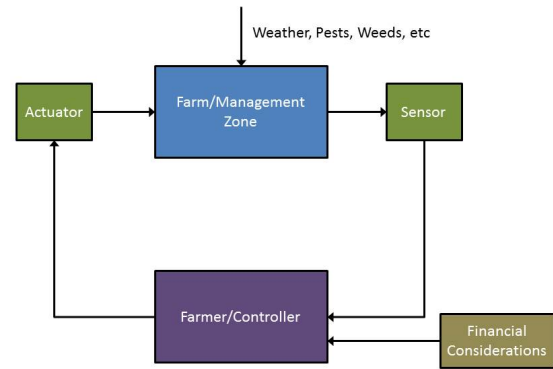 Weather, Pests, Weeds, etc
Actuator
Farm/Management
Zone
Sensor
Farmer/Controller
Financial
Considerations